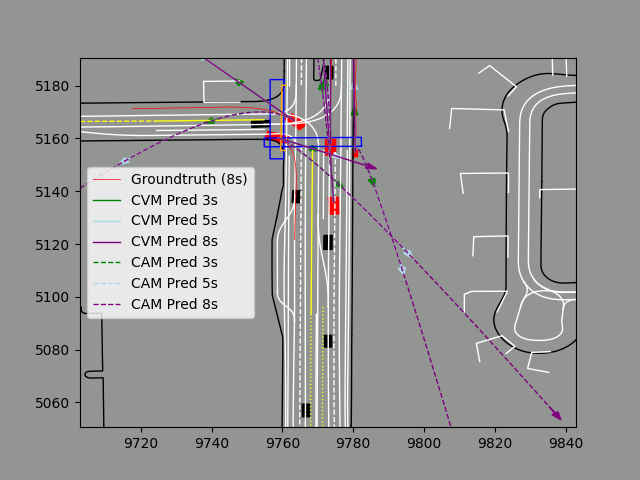 5180
5160
5140
5120
5100
5080
5060
Groundtruth (8s)
CVM Pred 3s
CVM Pred 5s
CVM Pred 8s
CAM Pred 3s
CAM Pred 5s
CAM Pred 8s
9720 9740 9760 9780 9800 9820 9840